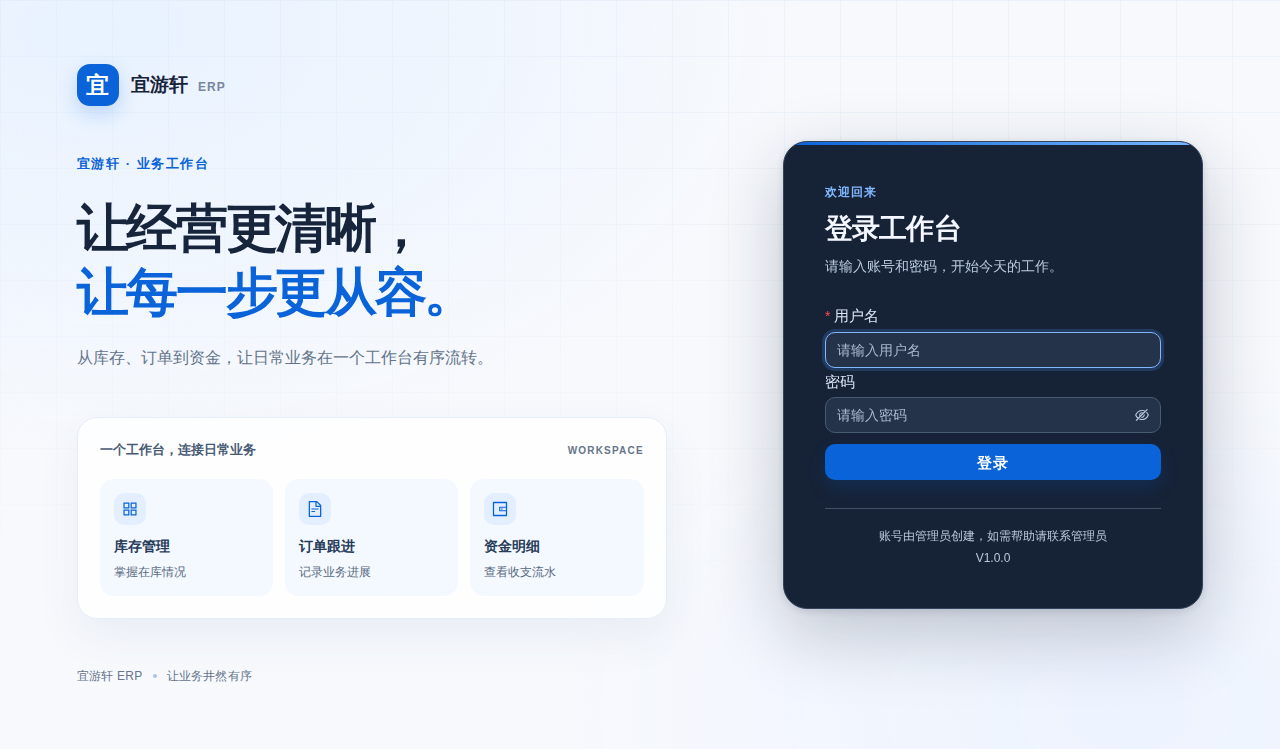 宜 宜游轩 ERP
宜游轩 · 业务工作台
让经营更清晰，
让每一步更从容。
从库存、订单到资金，让日常业务在一个工作台有序流转。
一个工作台，连接日常业务 WORKSPACE
库存管理
掌握在库情况
订单跟进
记录业务进展
资金明细
查看收支流水
宜游轩 ERP • 让业务井然有序
欢迎回来
登录工作台
请输入账号和密码，开始今天的工作。
* 用户名
请输入用户名
密码
请输入密码
登录
账号由管理员创建，如需帮助请联系管理员
V1.0.0